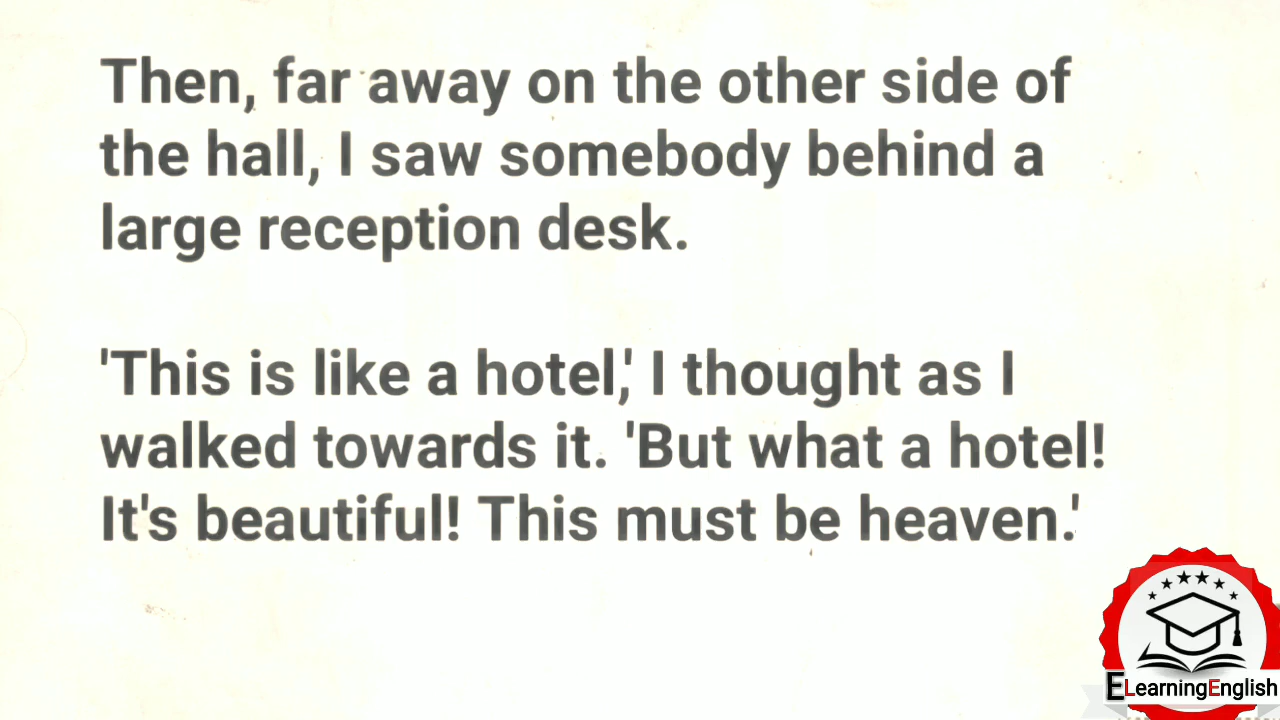 Then, far away on the other side of
the hall, I saw somebody behind a
large reception desk.
'This is like a hotel,' I thought as I
walked towards it. 'But what a hotel!
It's beautiful! This must be heaven.'
ELearningEnglish